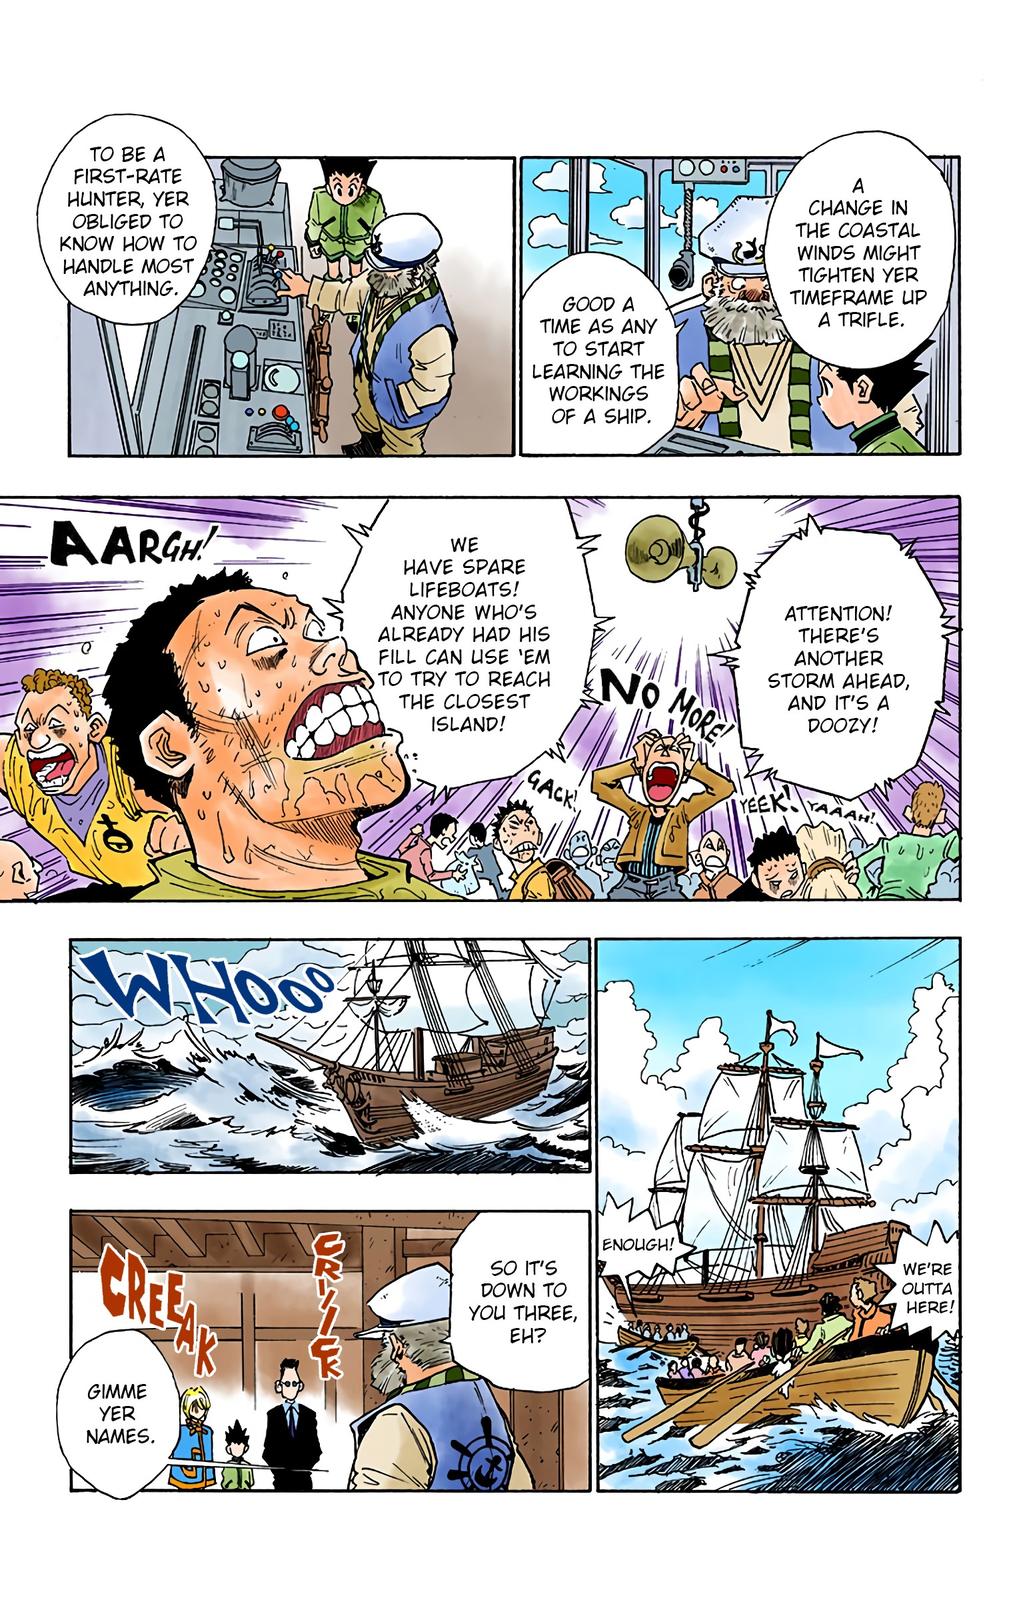 A
CHANGE IN
THE COASTAL
WINDS MIGHT
TIGHTEN YER
TIMEFRAME UP
A TRIFLE.
GOOD A
TIME AS ANY
TO START
LEARNING THE
WORKINGS
OF A SHIP.
TO BE A
FIRST-RATE
HUNTER, YER
OBLIGED TO
KNOW HOW TO
HANDLE MOST
ANYTHING.
ATTENTION!
THERE'S
ANOTHER
STORM AHEAD,
AND IT'S A
DOOZY!
WE
HAVE SPARE
LIFEBOATS!
ANYONE WHO'S
ALREADY HAD HIS
FILL CAN USE 'EM
TO TRY TO REACH
THE CLOSEST
ISLAND!
NO MORE!
YEEK!
YAAAH!
GACK!
AARGH!
ENOUGH!
WE'RE
OUTTA
HERE!
WHOOO
SO IT'S
DOWN TO
YOU THREE,
EH?
CRIIICK
CREEAK
GIMME
YER
NAMES.